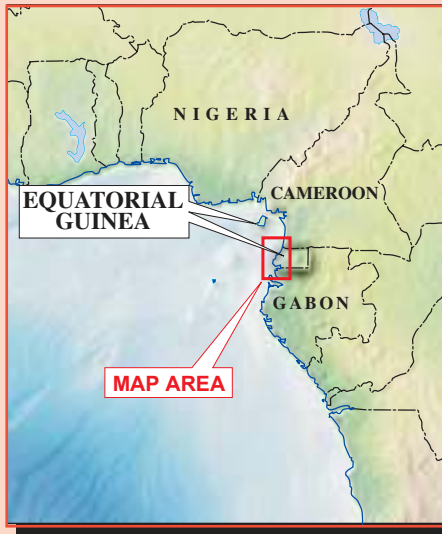 NIGERIA
EQUATORIAL
GUINEA
CAMEROON
GABON
MAP AREA